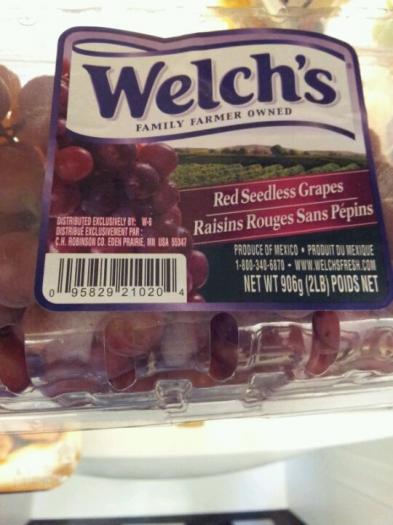 Welch's
FAMILY FARMER OWNED
Red Seedless Grapes
Raisins Rouges Sans Pépins
DISTRIBUTED EXCLUSIVELY BY: W-6
DISTRIBUÉ EXCLUSIVEMENT PAR :
C.H. ROBINSON CO. EDEN PRAIRIE, MN USA 55347
PRODUCE OF MEXICO • PRODUIT DU MEXIQUE
1-800-340-6870 • WWW.WELCHSFRESH.COM
NET WT 906g (2LB) POIDS NET
0 95829 21020 4